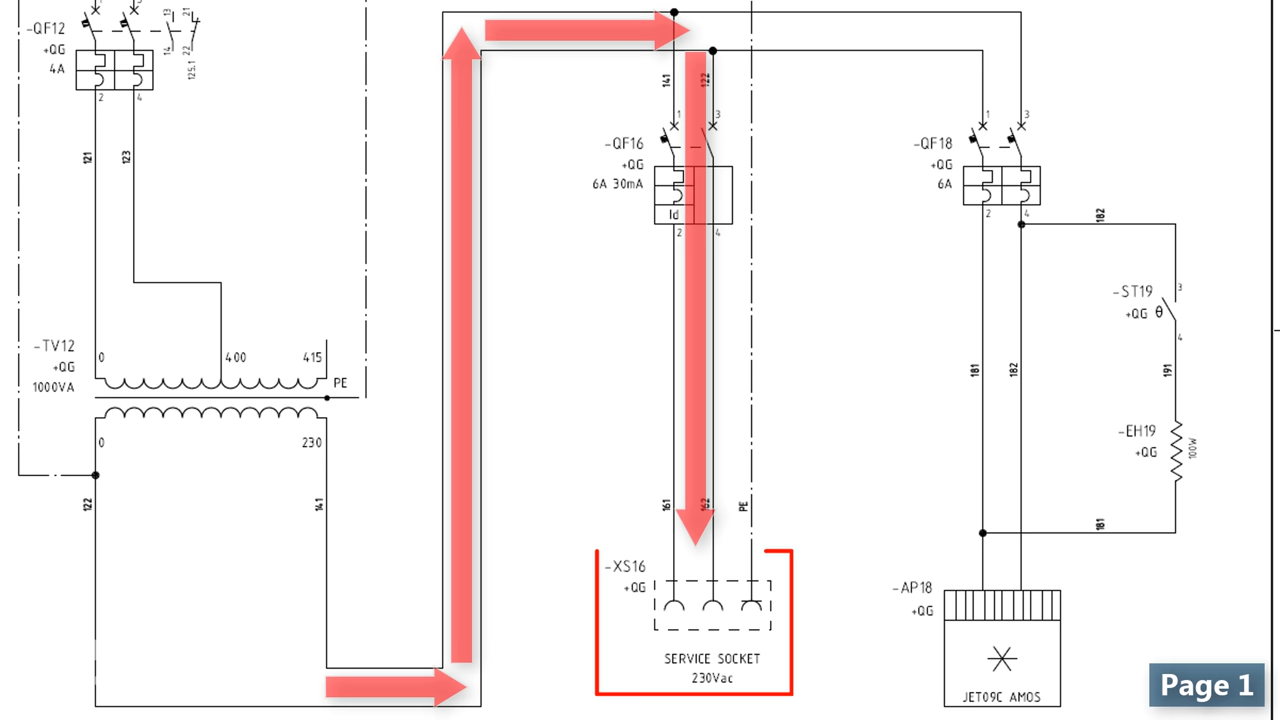 -QF12
+QG
4A
13
21
14
22
125.1
2
4
121
123
-TV12
+QG
1000VA
0
400
415
PE
0
230
122
141
141
122
1
3
-QF16
+QG
6A 30mA
Id
2
4
161
162
PE
-XS16
+QG
SERVICE SOCKET
230Vac
1
3
-QF18
+QG
6A
2
4
182
3
-ST19
+QG θ
4
181
182
191
-EH19
+QG
100W
181
-AP18
+QG
JET09C AMOS
Page 1